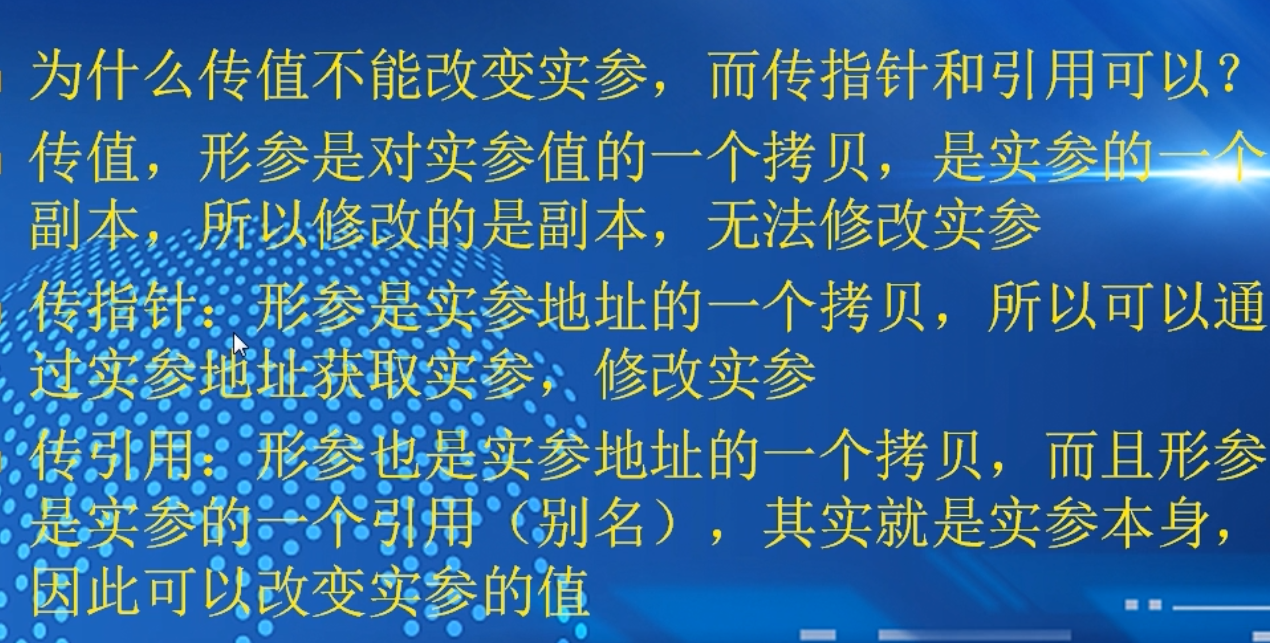 为什么传值不能改变实参，而传指针和引用可以？
传值，形参是对实参值的一个拷贝，是实参的一个
副本，所以修改的是副本，无法修改实参
传指针：形参是实参地址的一个拷贝，所以可以通
过实参地址获取实参，修改实参
传引用：形参也是实参地址的一个拷贝，而且形参
是实参的一个引用（别名），其实就是实参本身，
因此可以改变实参的值